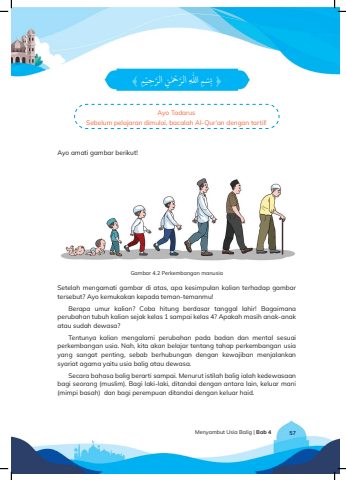 ﴿ بِسْمِ اللّٰهِ الرَّحْمٰنِ الرَّحِيْمِ ﴾
Ayo Tadarus
Sebelum pelajaran dimulai, bacalah Al-Qur'an dengan tartil!
Ayo amati gambar berikut!
Gambar 4.2 Perkembangan manusia
Setelah mengamati gambar di atas, apa kesimpulan kalian terhadap gambar
tersebut? Ayo kemukakan kepada teman-temanmu!
Berapa umur kalian? Coba hitung berdasar tanggal lahir! Bagaimana
perubahan tubuh kalian sejak kelas 1 sampai kelas 4? Apakah masih anak-anak
atau sudah dewasa?
Tentunya kalian mengalami perubahan pada badan dan mental sesuai
perkembangan usia. Nah, kita akan belajar tentang tahap perkembangan usia
yang sangat penting, sebab berhubungan dengan kewajiban menjalankan
syariat agama yaitu usia balig atau dewasa.
Secara bahasa balig berarti sampai. Menurut istilah balig ialah kedewasaan
bagi seorang (muslim). Bagi laki-laki, ditandai dengan antara lain, keluar mani
(mimpi basah) dan bagi perempuan ditandai dengan keluar haid.
Menyambut Usia Balig | Bab 4 57